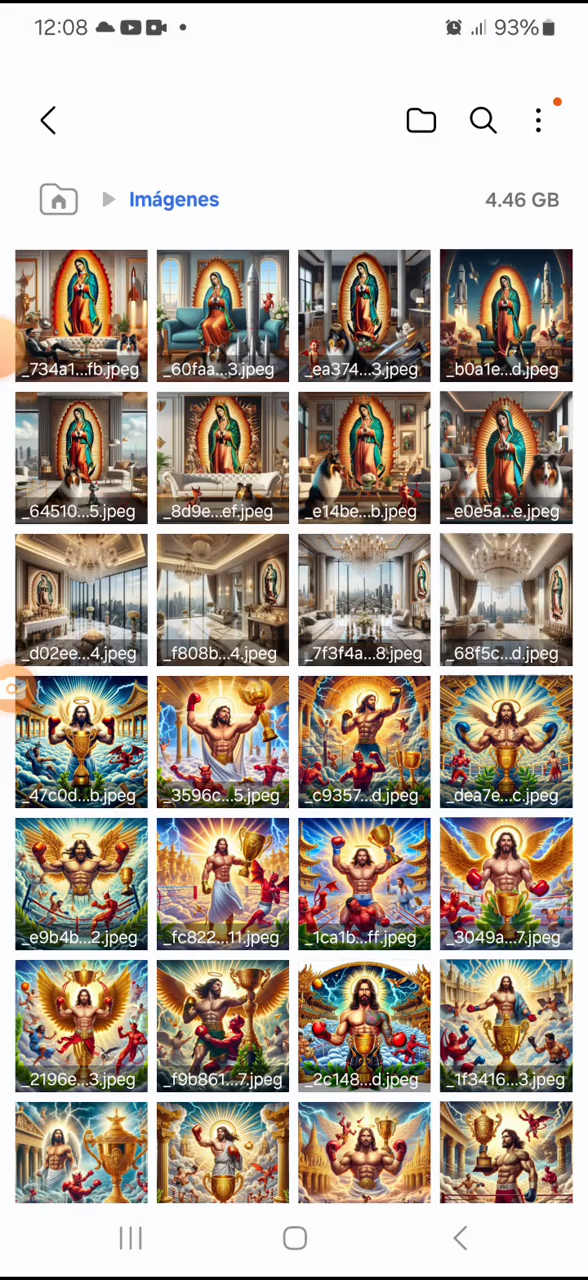 12:08
93%
Imágenes
4.46 GB
_734a1...fb.jpeg
_60faa...3.jpeg
_ea374...3.jpeg
_b0a1e...d.jpeg
_64510...5.jpeg
_8d9e...ef.jpeg
_e14be...b.jpeg
_e0e5a...e.jpeg
_d02ee...4.jpeg
_f808b...4.jpeg
_7f3f4a...8.jpeg
_68f5c...d.jpeg
_47c0d...b.jpeg
_3596c...5.jpeg
_c9357...d.jpeg
_dea7e...c.jpeg
_e9b4b...2.jpeg
_fc822...11.jpeg
_1ca1b...ff.jpeg
_3049a...7.jpeg
_2196e...3.jpeg
_f9b861...7.jpeg
_2c148...d.jpeg
_1f3416...3.jpeg